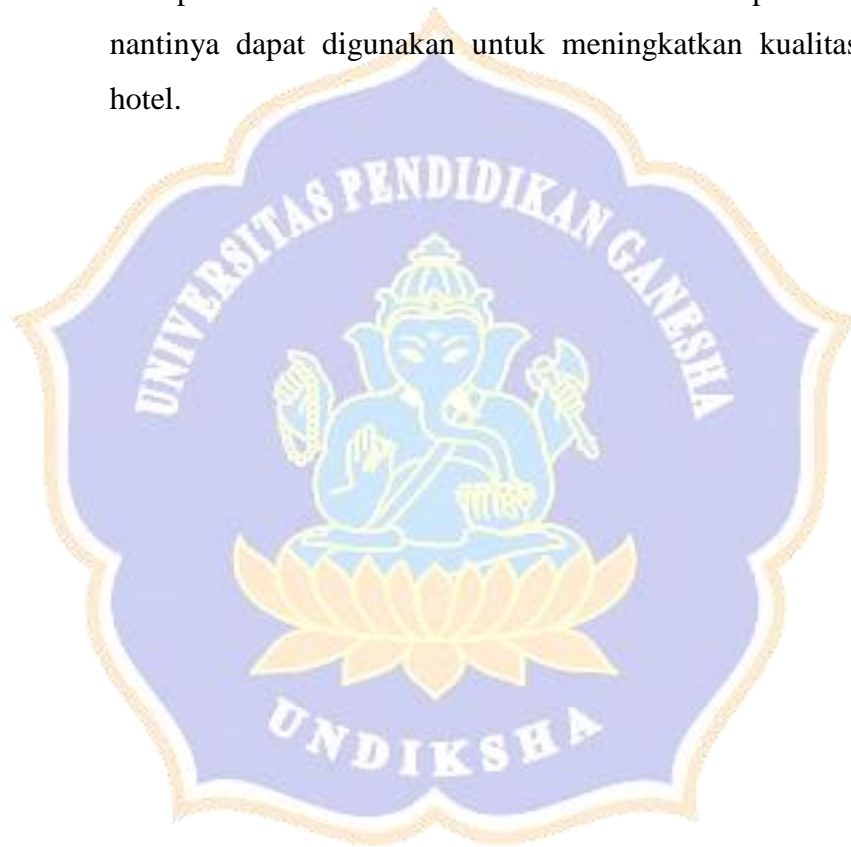 nantinya dapat digunakan untuk meningkatkan kualitas
hotel.
UNIVERSITAS PENDIDIKAN GANESHA
UNDIKSHA